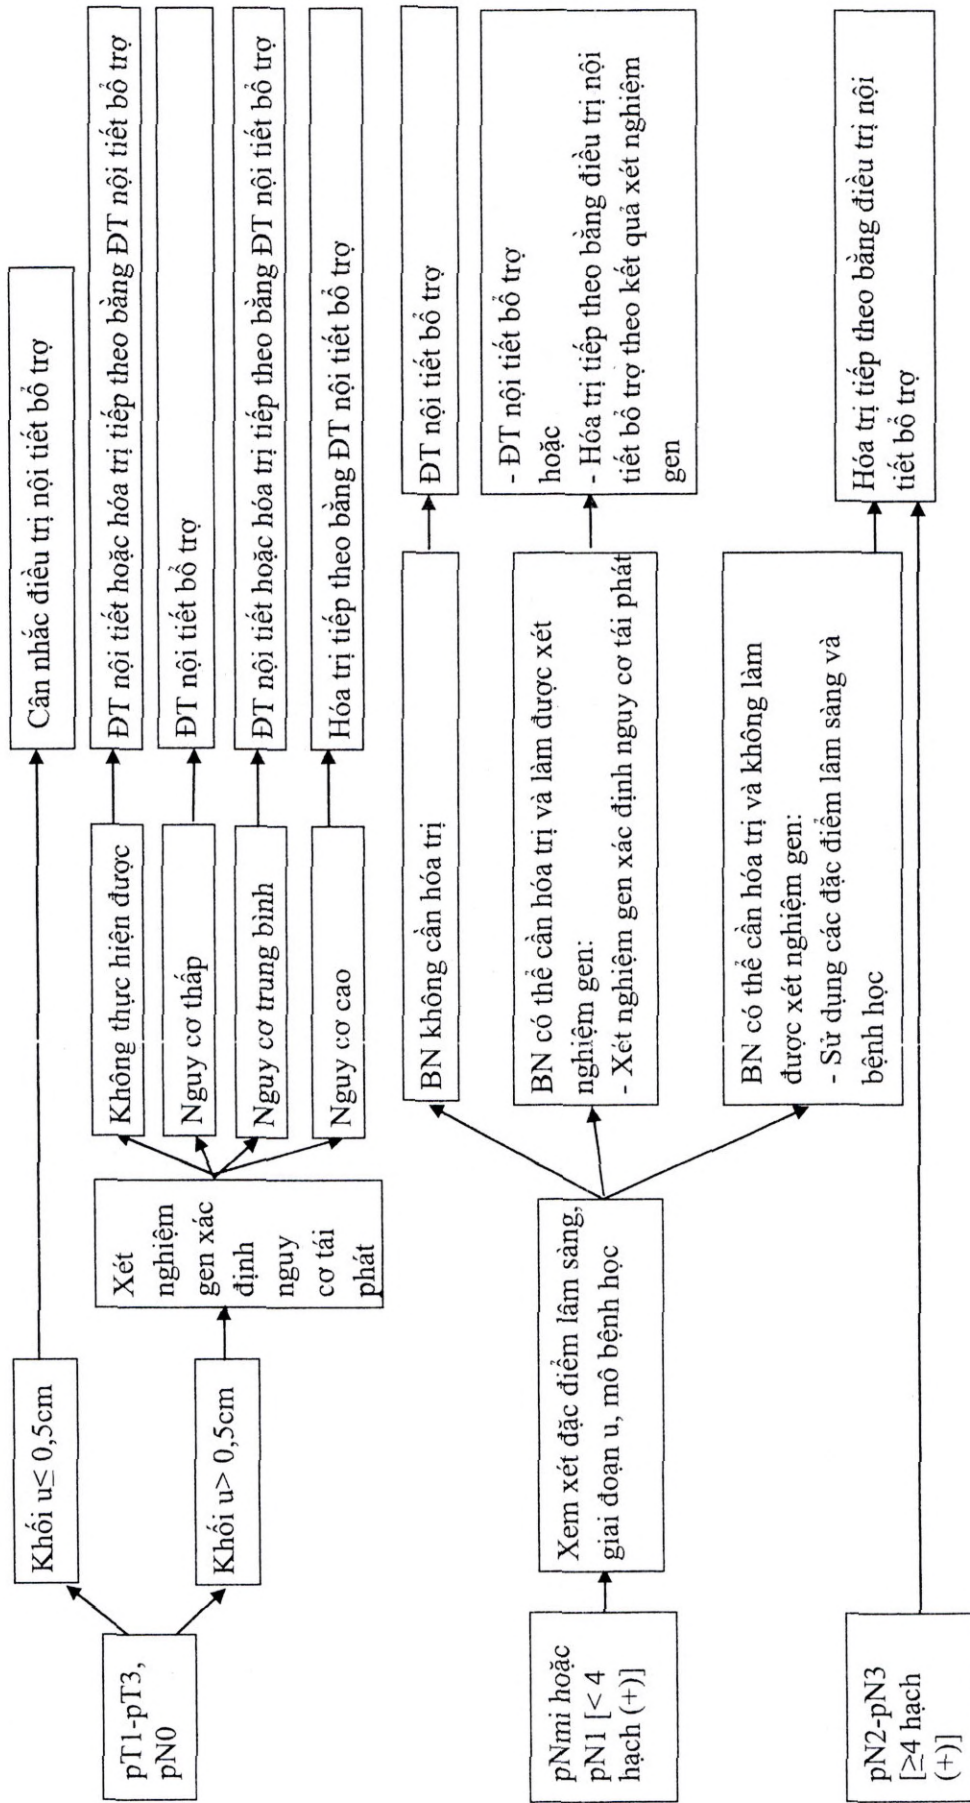 pT1-pT3,
pN0
Khối u≤ 0,5cm
Cân nhắc điều trị nội tiết bổ trợ
Khối u> 0,5cm
Xét
nghiệm
gen xác
định
nguy
cơ tái
phát
Không thực hiện được
ĐT nội tiết hoặc hóa trị tiếp theo bằng ĐT nội tiết bổ trợ
Nguy cơ thấp
ĐT nội tiết bổ trợ
Nguy cơ trung bình
ĐT nội tiết hoặc hóa trị tiếp theo bằng ĐT nội tiết bổ trợ
Nguy cơ cao
Hóa trị tiếp theo bằng ĐT nội tiết bổ trợ
pNmi hoặc
pN1 [< 4
hạch (+)]
Xem xét đặc điểm lâm sàng,
giai đoạn u, mô bệnh học
BN không cần hóa trị
ĐT nội tiết bổ trợ
BN có thể cần hóa trị và làm được xét
nghiệm gen:
- Xét nghiệm gen xác định nguy cơ tái phát
- ĐT nội tiết bổ trợ
hoặc
- Hóa trị tiếp theo bằng điều trị nội
tiết bổ trợ theo kết quả xét nghiệm
gen
BN có thể cần hóa trị và không làm
được xét nghiệm gen:
- Sử dụng các đặc điểm lâm sàng và
bệnh học
Hóa trị tiếp theo bằng điều trị nội
tiết bổ trợ
pN2-pN3
[≥4 hạch
(+)]